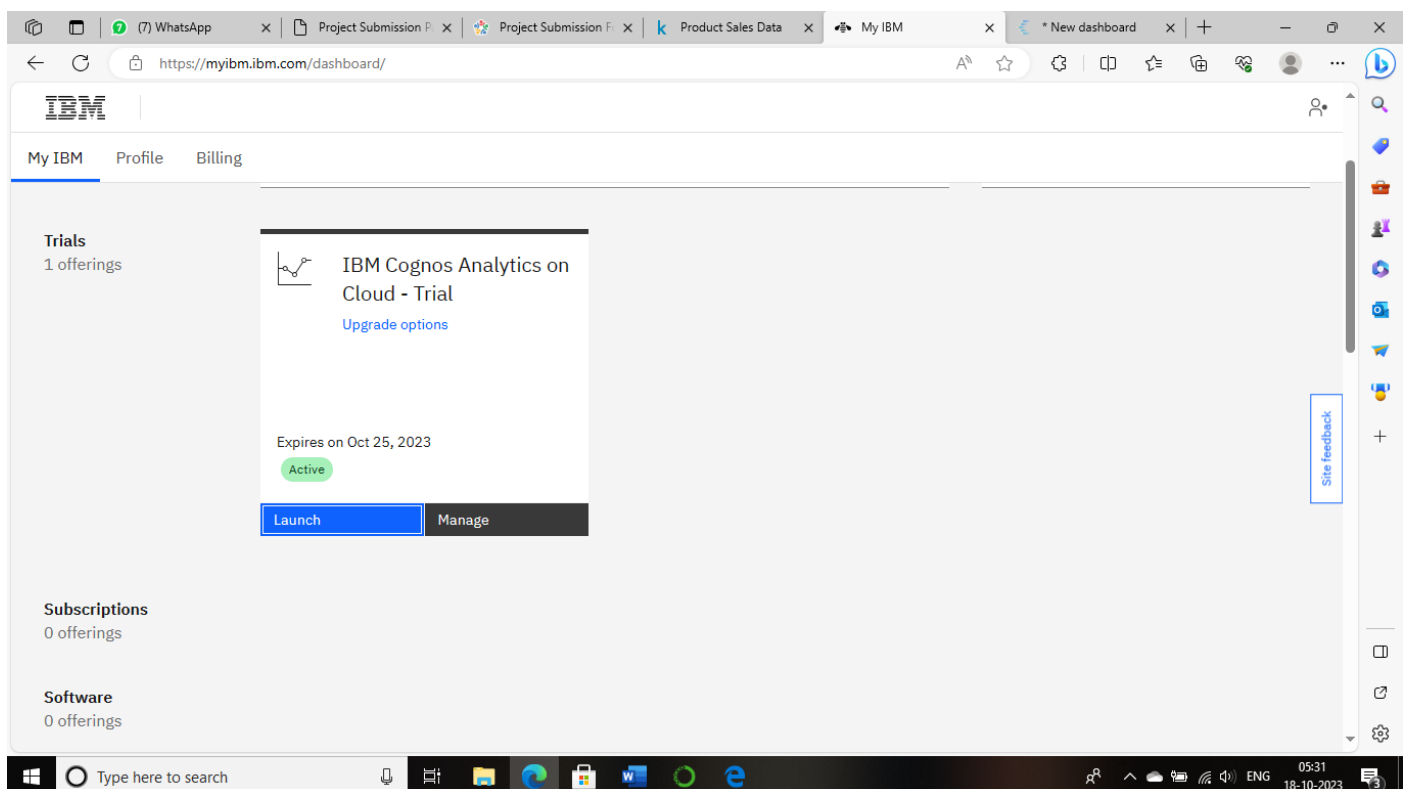 (7) WhatsApp
Project Submission P
Project Submission F
Product Sales Data
My IBM
* New dashboard
https://myibm.ibm.com/dashboard/
IBM
My IBM Profile Billing
Trials
1 offerings
IBM Cognos Analytics on
Cloud - Trial
Upgrade options
Expires on Oct 25, 2023
Active
Launch
Manage
Site feedback
Subscriptions
0 offerings
Software
0 offerings
Type here to search
ENG
05:31
18-10-2023
3